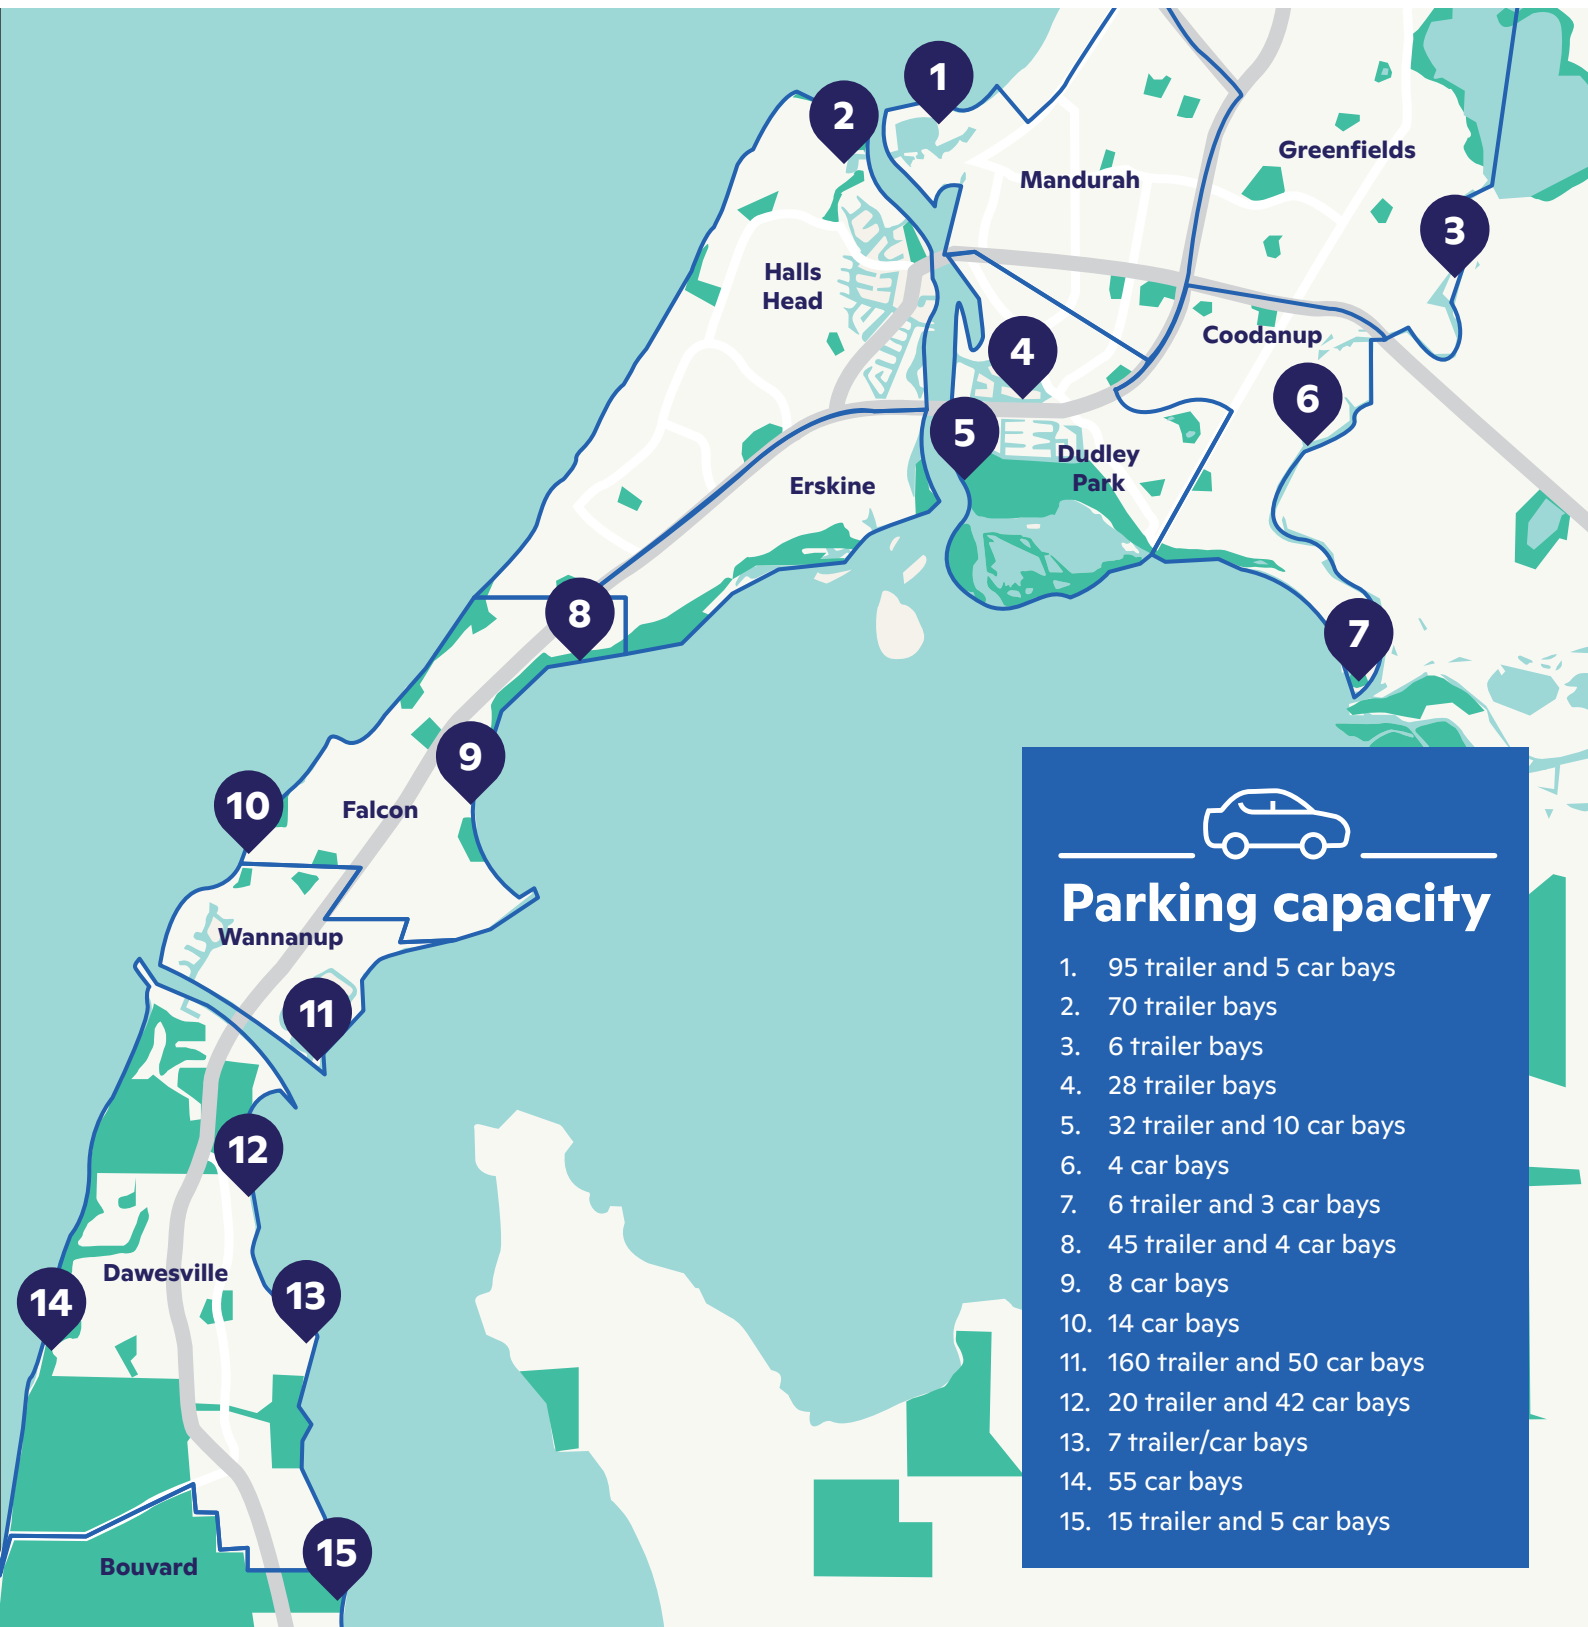 1
2
Greenfields
Mandurah
3
Halls
Head
Coodanup
4
6
5
Dudley
Park
Erskine
8
7
9
10
Falcon
Wannanup
11
12
Dawesville
13
14
15
Bouvard
Parking capacity
1. 95 trailer and 5 car bays
2. 70 trailer bays
3. 6 trailer bays
4. 28 trailer bays
5. 32 trailer and 10 car bays
6. 4 car bays
7. 6 trailer and 3 car bays
8. 45 trailer and 4 car bays
9. 8 car bays
10. 14 car bays
11. 160 trailer and 50 car bays
12. 20 trailer and 42 car bays
13. 7 trailer/car bays
14. 55 car bays
15. 15 trailer and 5 car bays